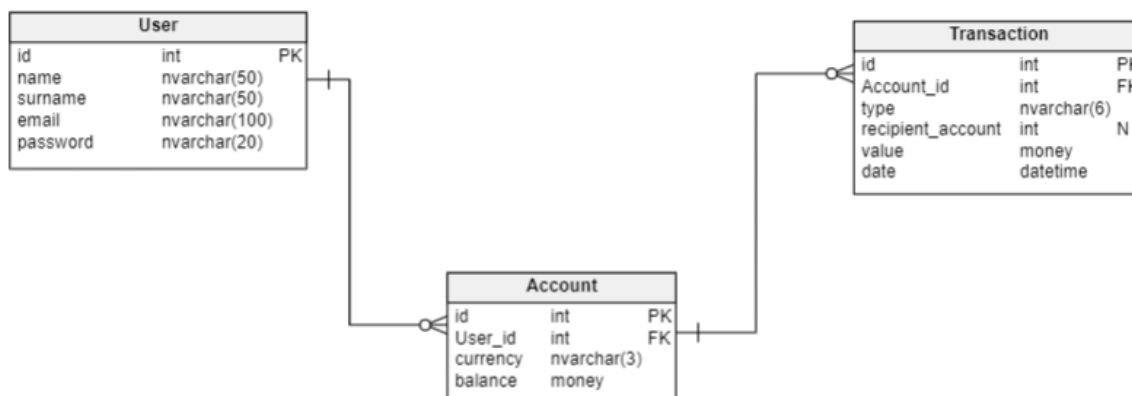 User
id int PK
name nvarchar(50)
surname nvarchar(50)
email nvarchar(100)
password nvarchar(20)
Transaction
id int PK
Account_id int FK
type nvarchar(6)
recipient_account int N
value money
date datetime
Account
id int PK
User_id int FK
currency nvarchar(3)
balance money